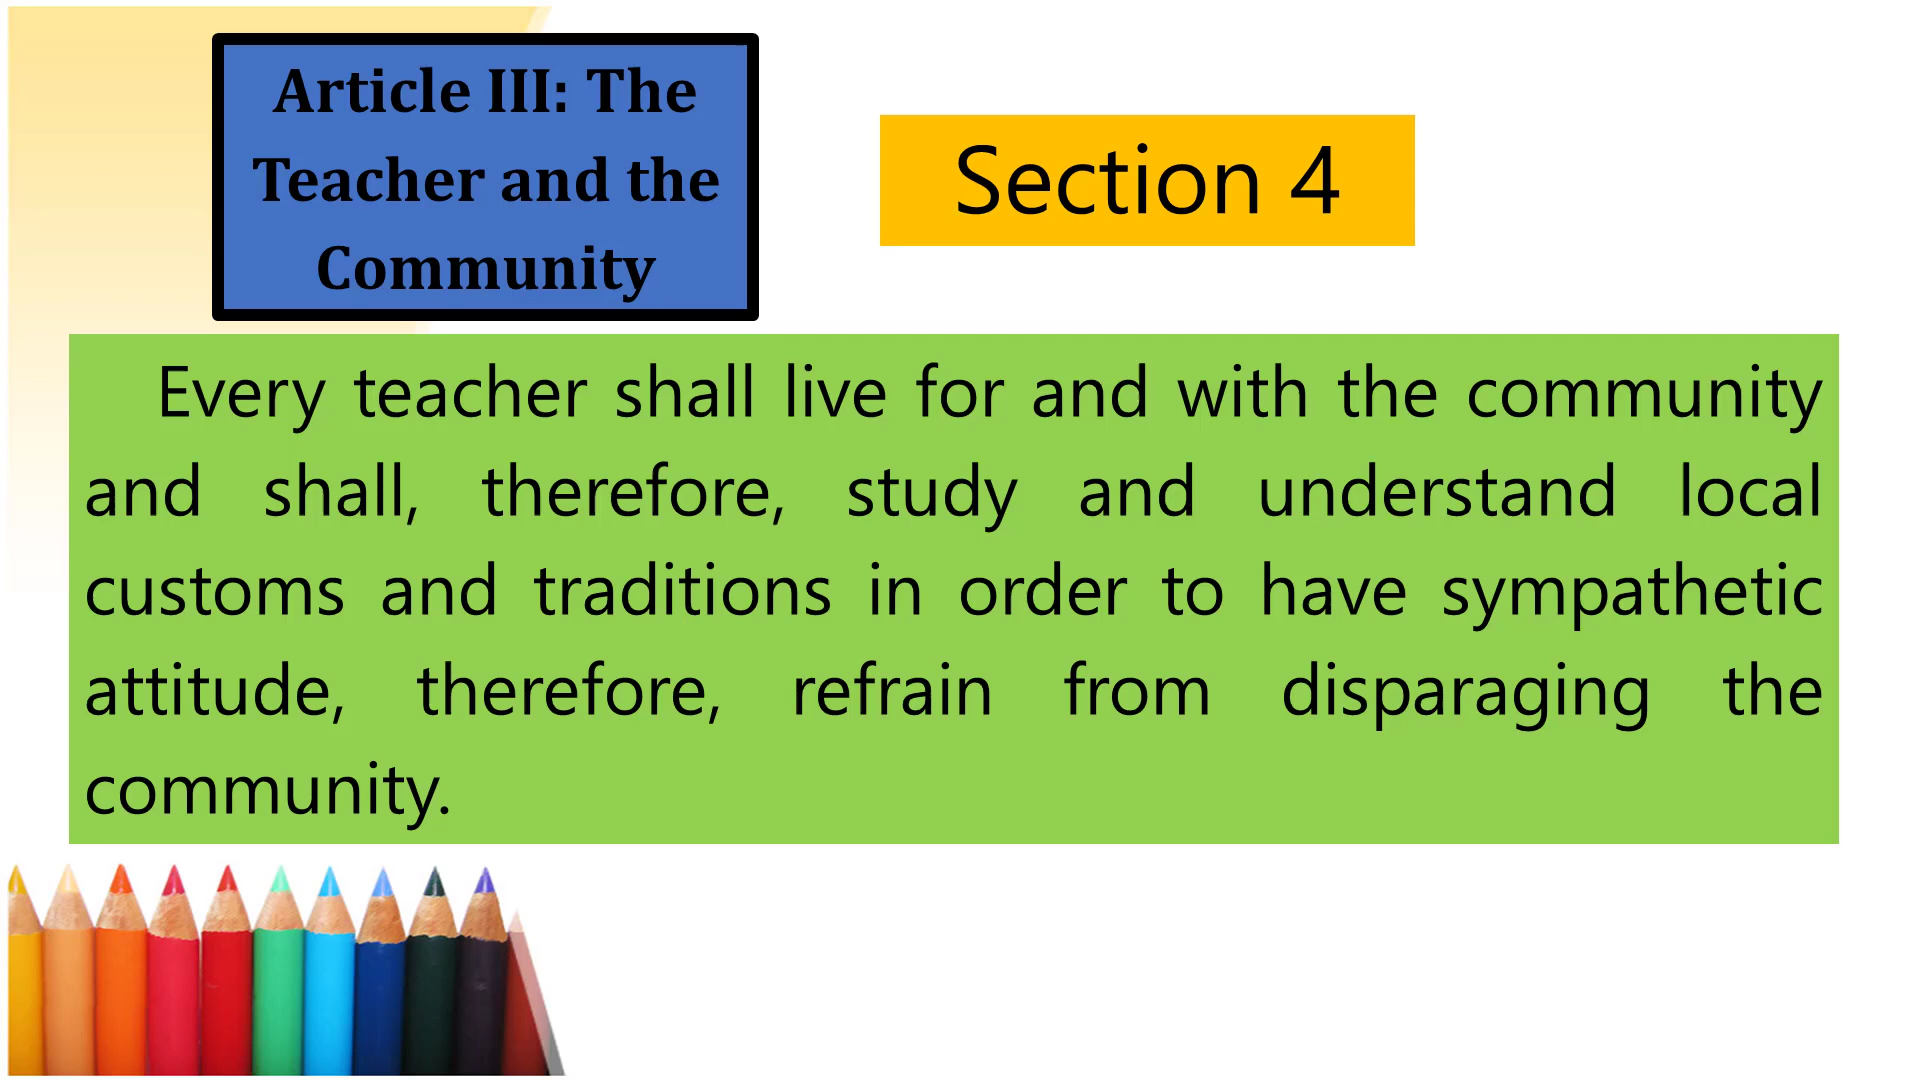 Article III: The
Teacher and the
Community
Section 4
Every teacher shall live for and with the community
and shall, therefore, study and understand local
customs and traditions in order to have sympathetic
attitude, therefore, refrain from disparaging the
community.